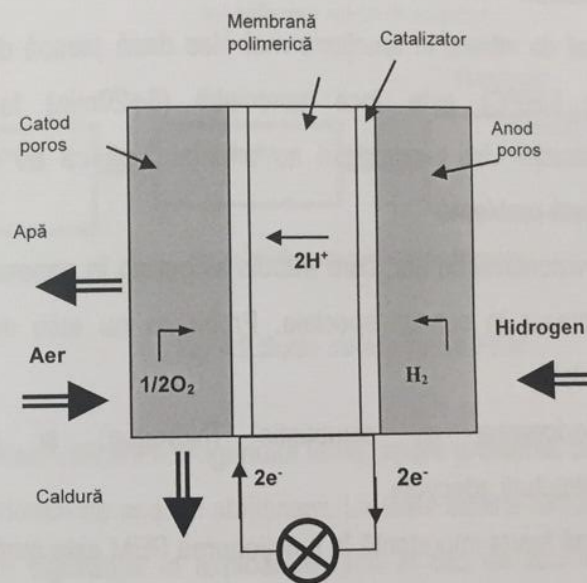 Membrană
polimerică
Catalizator
Catod
poros
Anod
poros
Apă
2H⁺
Aer
Hidrogen
1/2O₂
H₂
2e⁻
2e⁻
Caldură